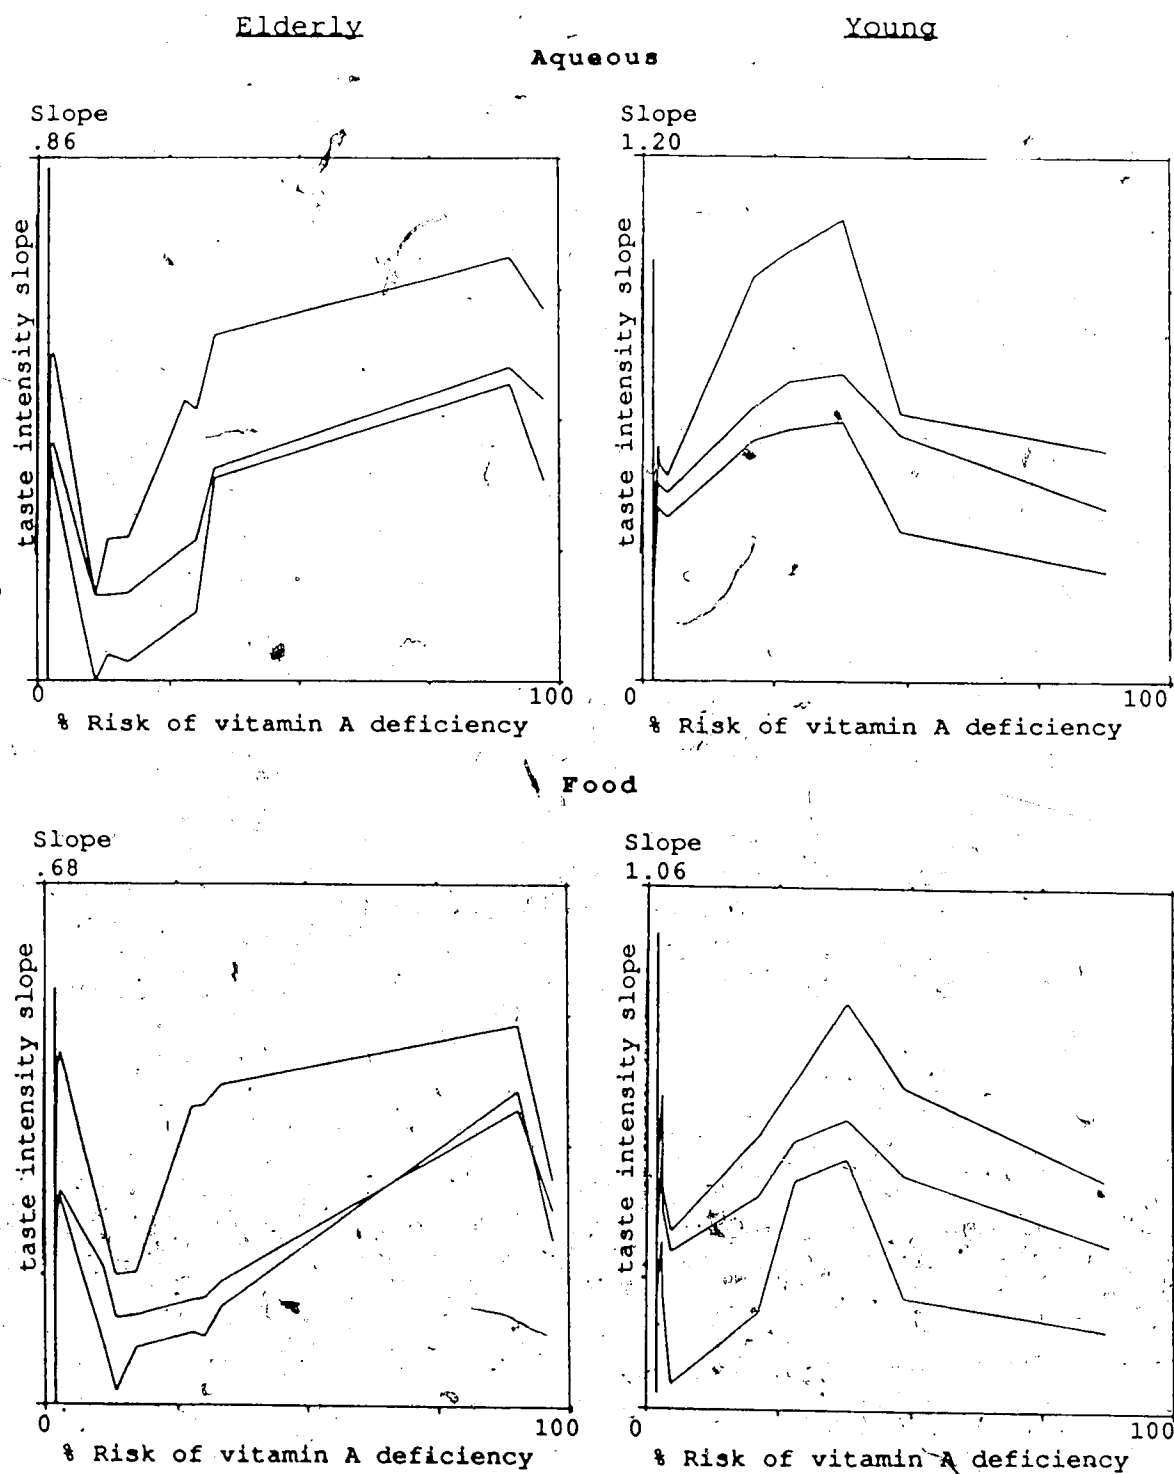 Elderly
Young
Aqueous
Slope
.86
taste intensity slope
0
100
% Risk of vitamin A deficiency
Slope
1.20
taste intensity slope
0
100
% Risk of vitamin A deficiency
Food
Slope
.68
taste intensity slope
0
100
% Risk of vitamin A deficiency
Slope
1.06
taste intensity slope
0
100
% Risk of vitamin A deficiency